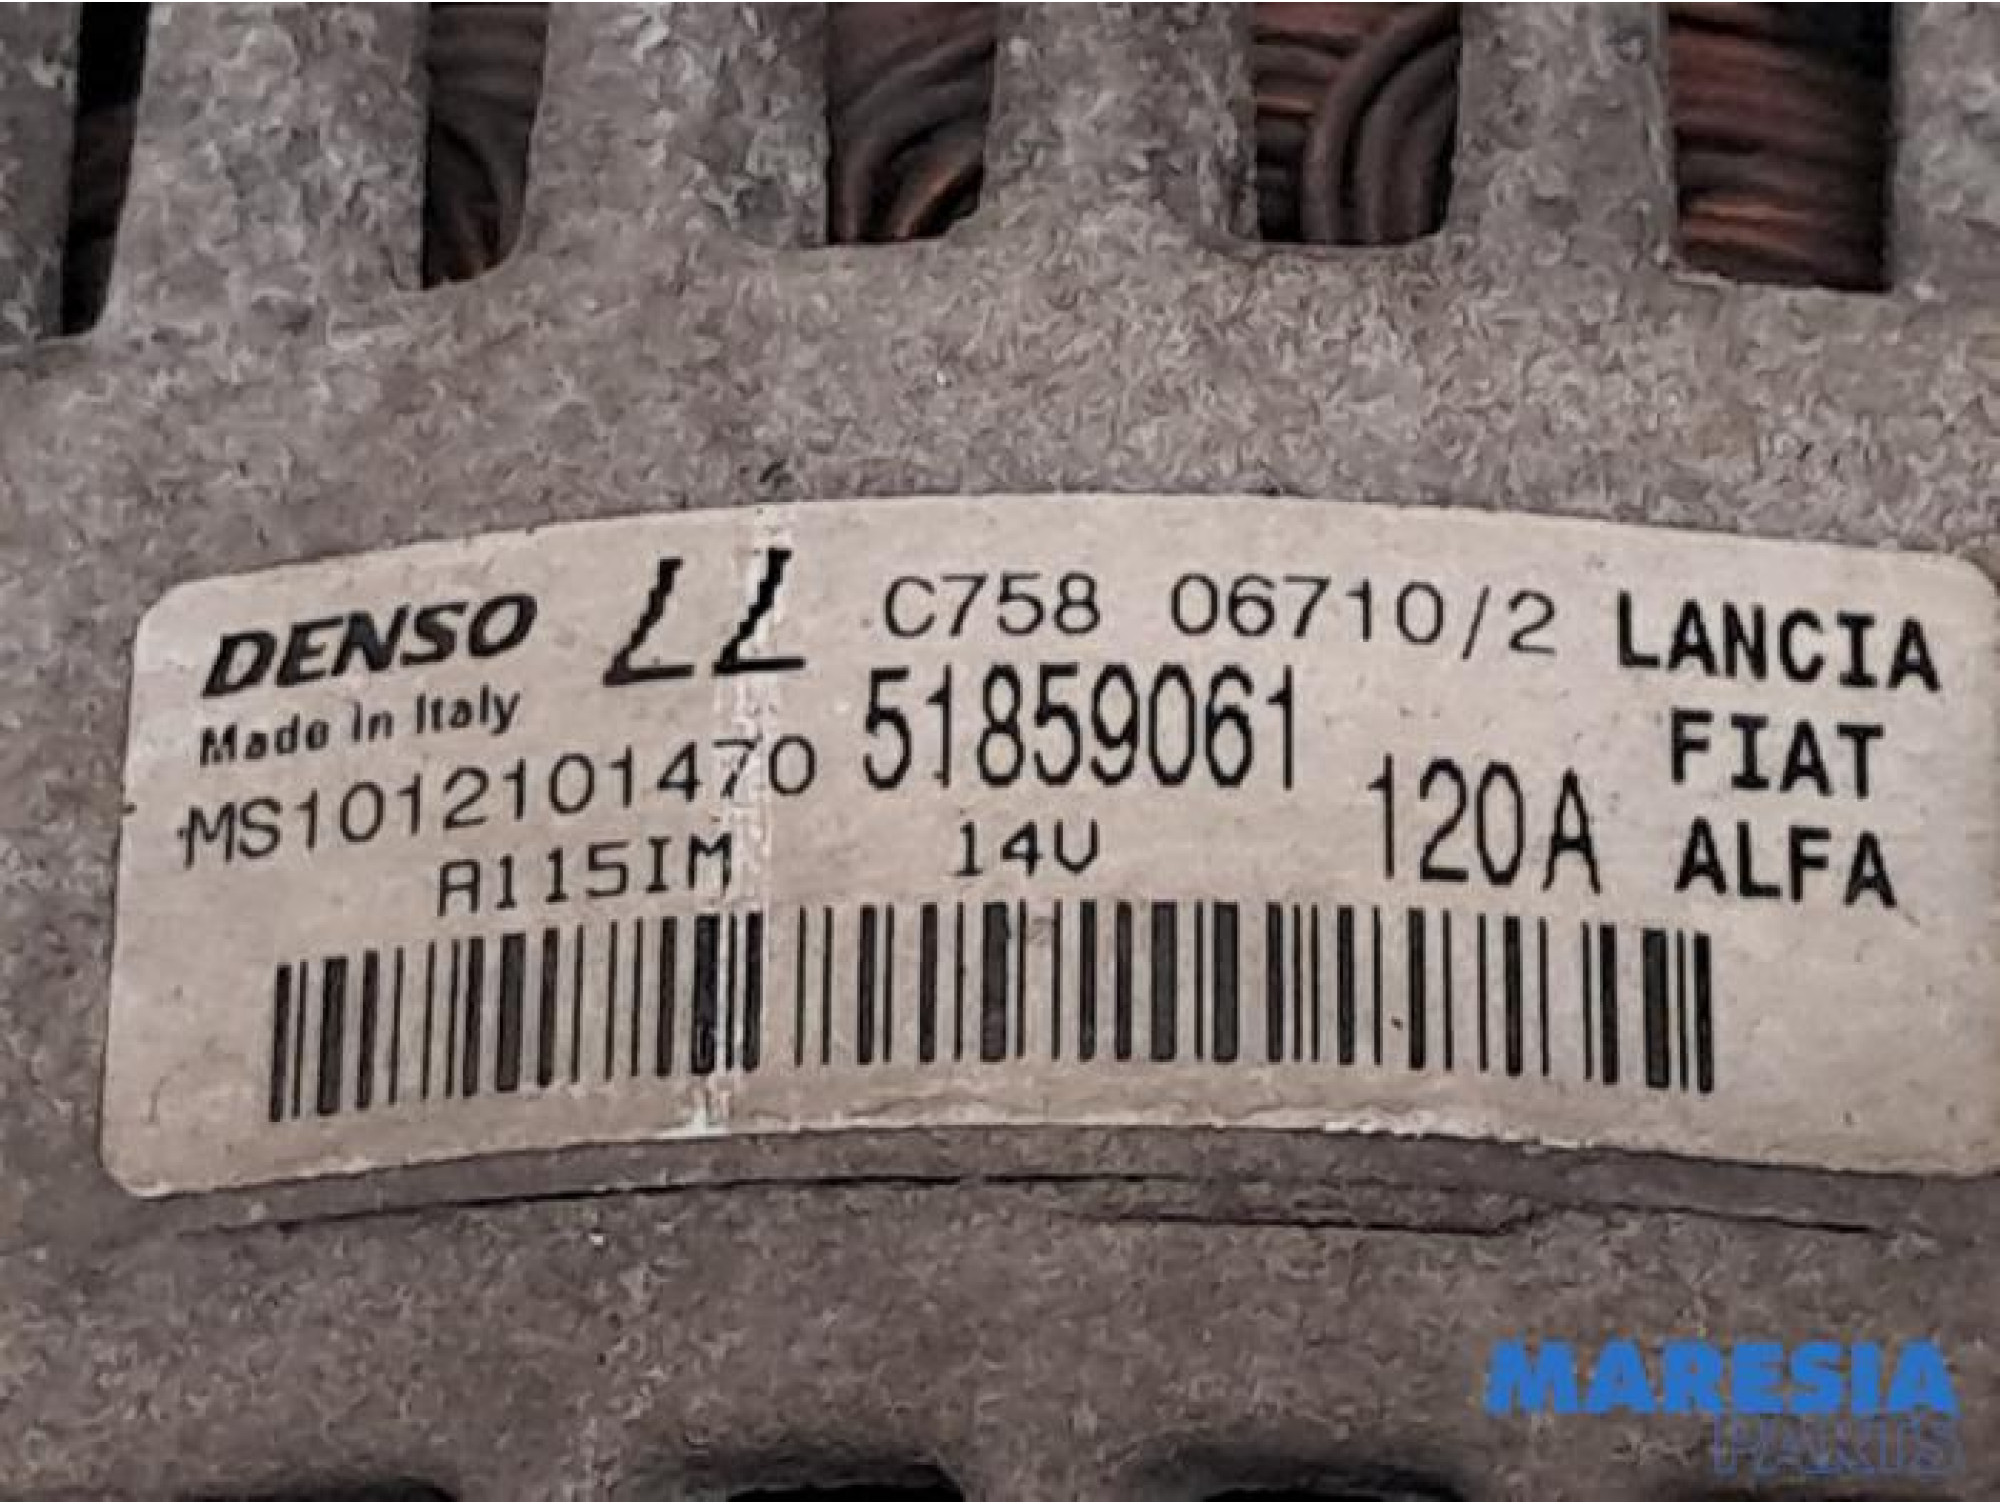 DENSO LL C758 06710/2 LANCIA
Made in Italy 51859061 FIAT
MS1012101470 120A ALFA
A115IM 14V
MARESIA
PARTS